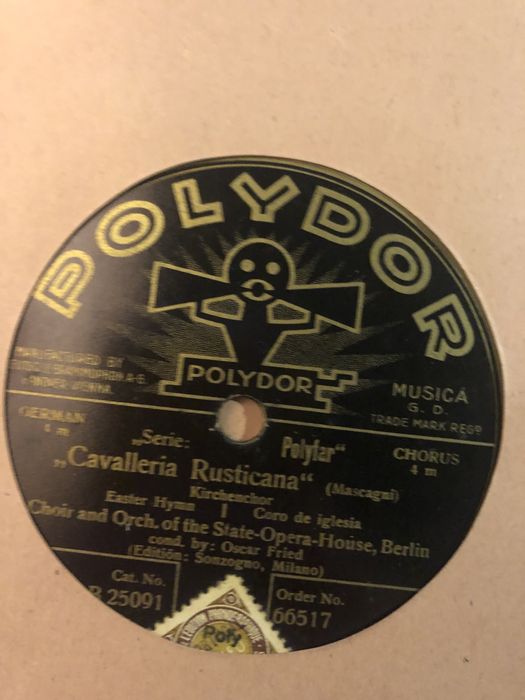 POLYDOR
POLYDOR
MANUFACTURED BY
MUSICA
G. D.
TRADE MARK REGD
GERMAN
4 m
„Serie: Polyfar“
CHORUS
4 m
„Cavalleria Rusticana“ (Mascagni)
Kirchenchor
Easter Hymn I Coro de iglesia
Choir and Orch. of the State-Opera-House, Berlin
cond. by: Oscar Fried
(Edition: Sonzogno, Milano)
Cat. No.
B 25091
Order No.
66517
Poly